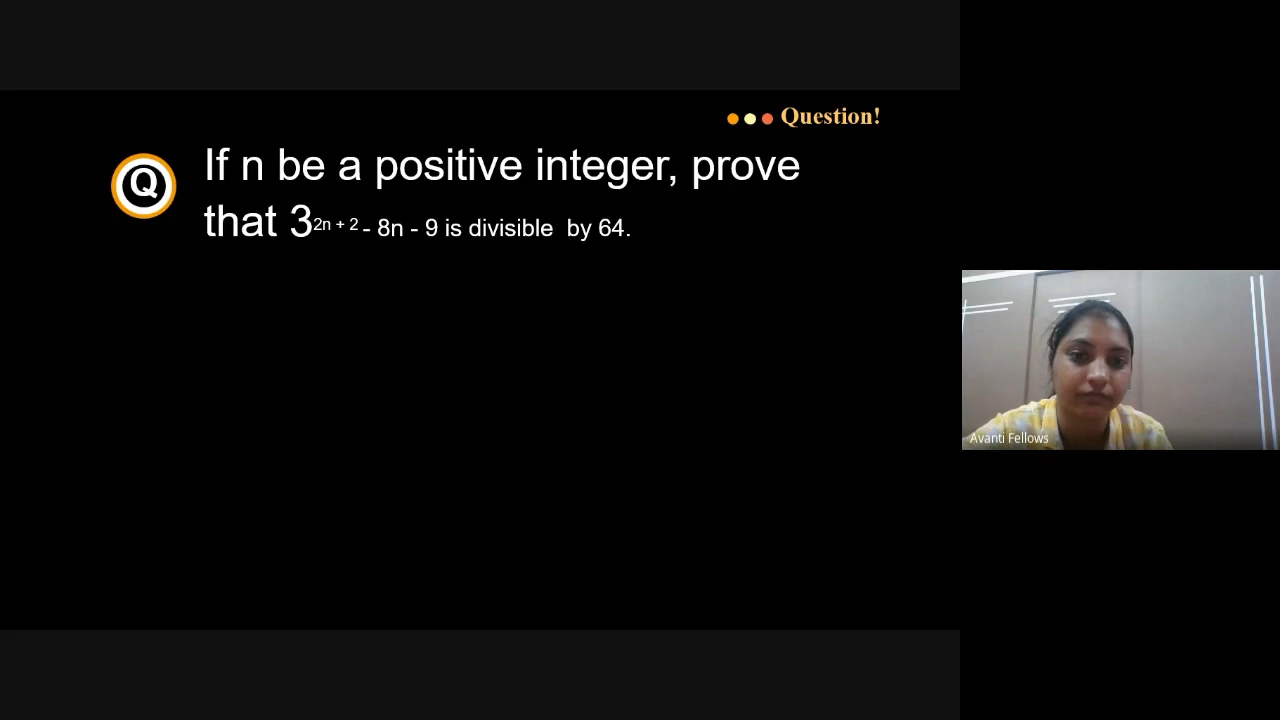 Question!
Q
If n be a positive integer, prove
that 3²ⁿ ⁺ ² - 8n - 9 is divisible  by 64.
Avanti Fellows